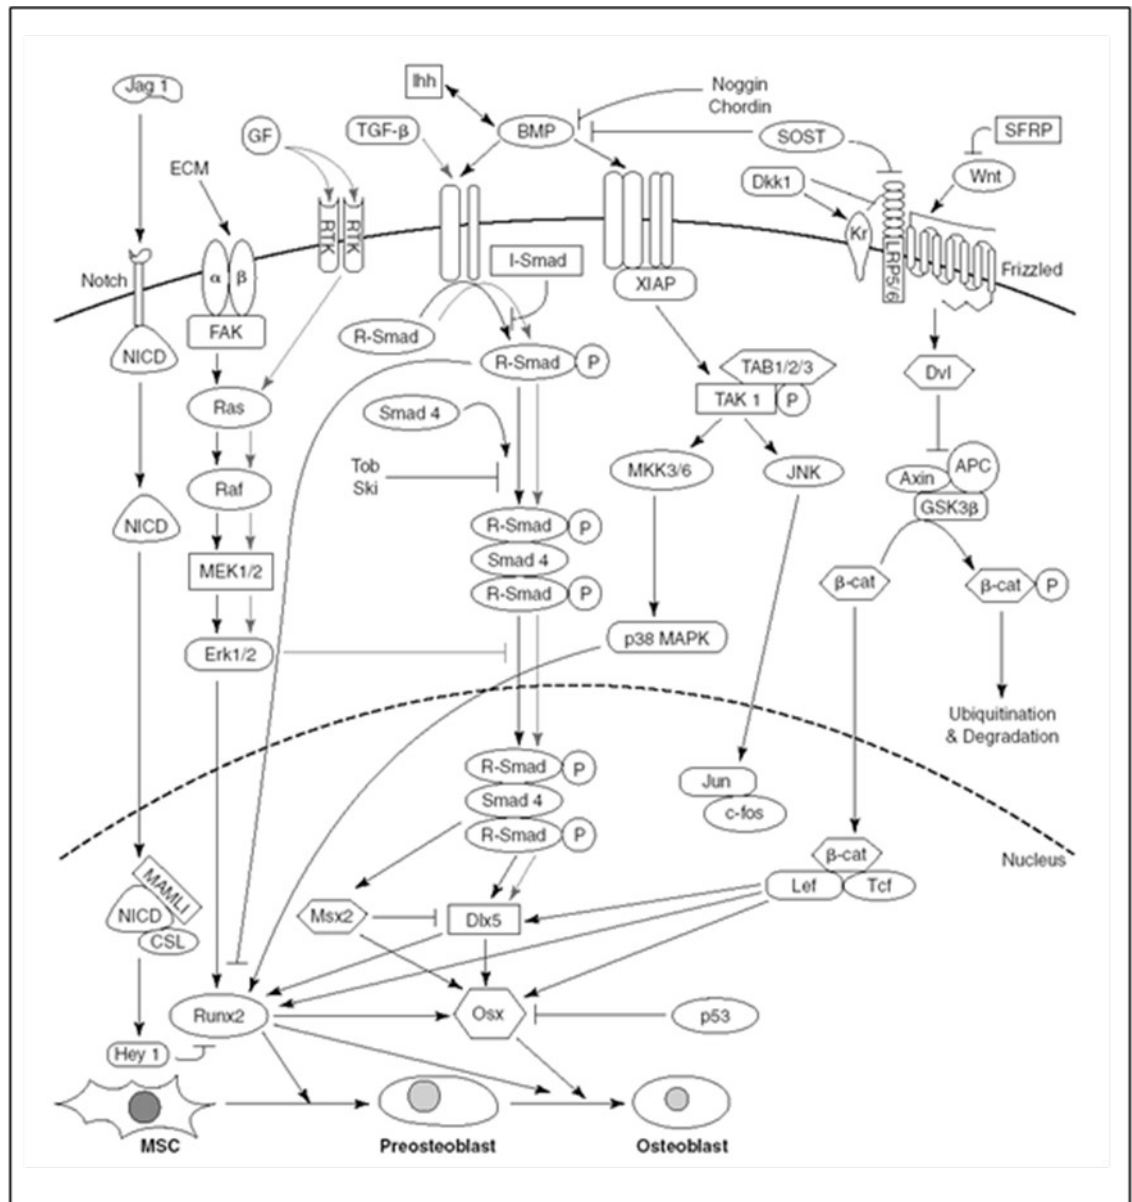 Jag 1
Ihh
Noggin
Chordin
GF
TGF-β
BMP
SOST
SFRP
ECM
Dkk1
Wnt
RTK
RTK
Kr
LRP5/6
Notch
α
β
I-Smad
XIAP
Frizzled
FAK
R-Smad
NICD
R-Smad
P
TAB1/2/3
Dvl
Ras
Smad 4
TAK 1
P
Tob
Ski
MKK3/6
JNK
APC
Axin
Raf
GSK3β
NICD
R-Smad
P
Smad 4
MEK1/2
R-Smad
P
β-cat
β-cat
P
Erk1/2
p38 MAPK
Ubiquitination
& Degradation
R-Smad
P
Jun
Smad 4
c-fos
R-Smad
P
β-cat
Nucleus
MAMLI
Lef
Tcf
NICD
Msx2
Dlx5
CSL
Runx2
Osx
p53
Hey 1
MSC
Preosteoblast
Osteoblast